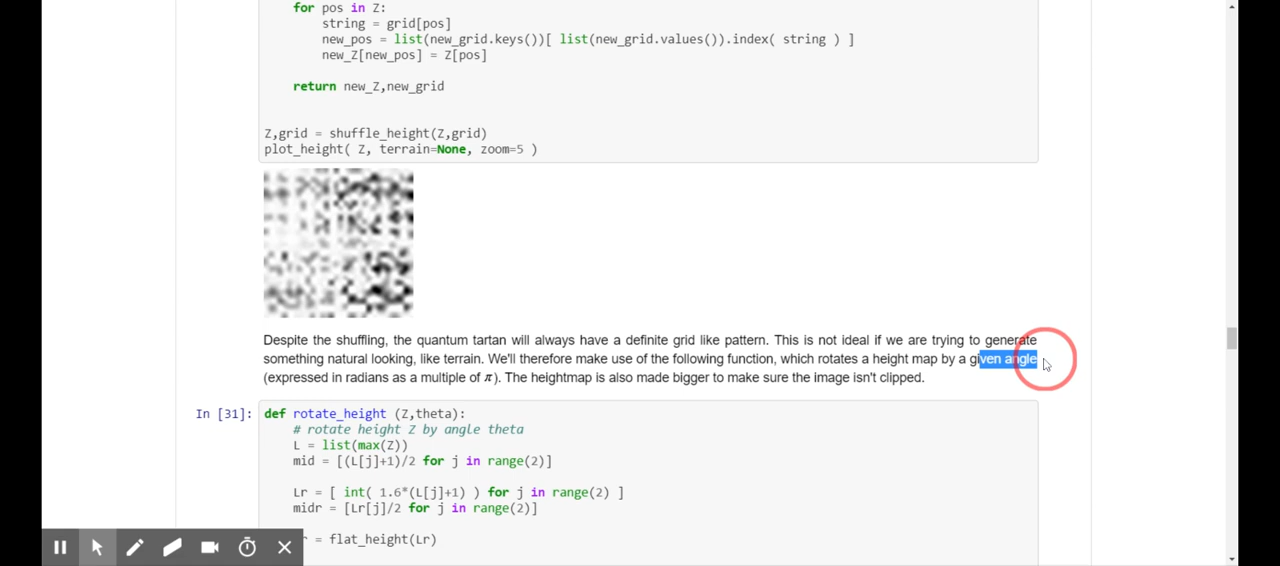 for pos in Z:
string = grid[pos]
new_pos = list(new_grid.keys())[ list(new_grid.values()).index( string ) ]
new_Z[new_pos] = Z[pos]
return new_Z,new_grid
Z,grid = shuffle_height(Z,grid)
plot_height( Z, terrain=None, zoom=5 )
Despite the shuffling, the quantum tartan will always have a definite grid like pattern. This is not ideal if we are trying to generate
something natural looking, like terrain. We'll therefore make use of the following function, which rotates a height map by a given angle
(expressed in radians as a multiple of π). The heightmap is also made bigger to make sure the image isn't clipped.
In [31]: def rotate_height (Z,theta):
# rotate height Z by angle theta
L = list(max(Z))
mid = [(L[j]+1)/2 for j in range(2)]
Lr = [ int( 1.6*(L[j]+1) ) for j in range(2) ]
midr = [Lr[j]/2 for j in range(2)]
= flat_height(Lr)